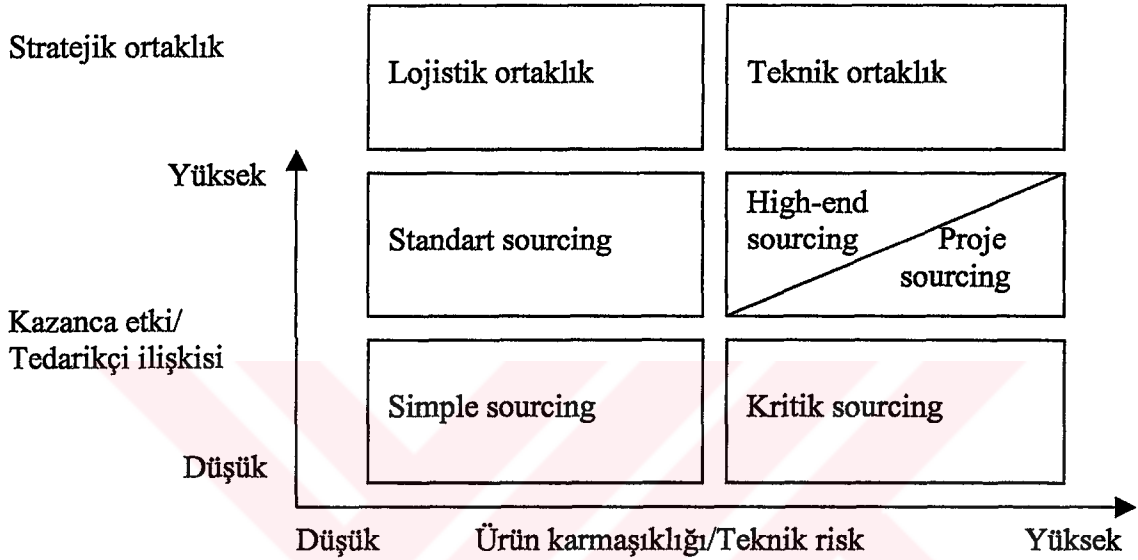 Stratejik ortaklık
Lojistik ortaklık
Teknik ortaklık
Yüksek
Standart sourcing
High-end
sourcing
Proje
sourcing
Kazanca etki/
Tedarikçi ilişkisi
Simple sourcing
Kritik sourcing
Düşük
Düşük
Ürün karmaşıklığı/Teknik risk
Yüksek